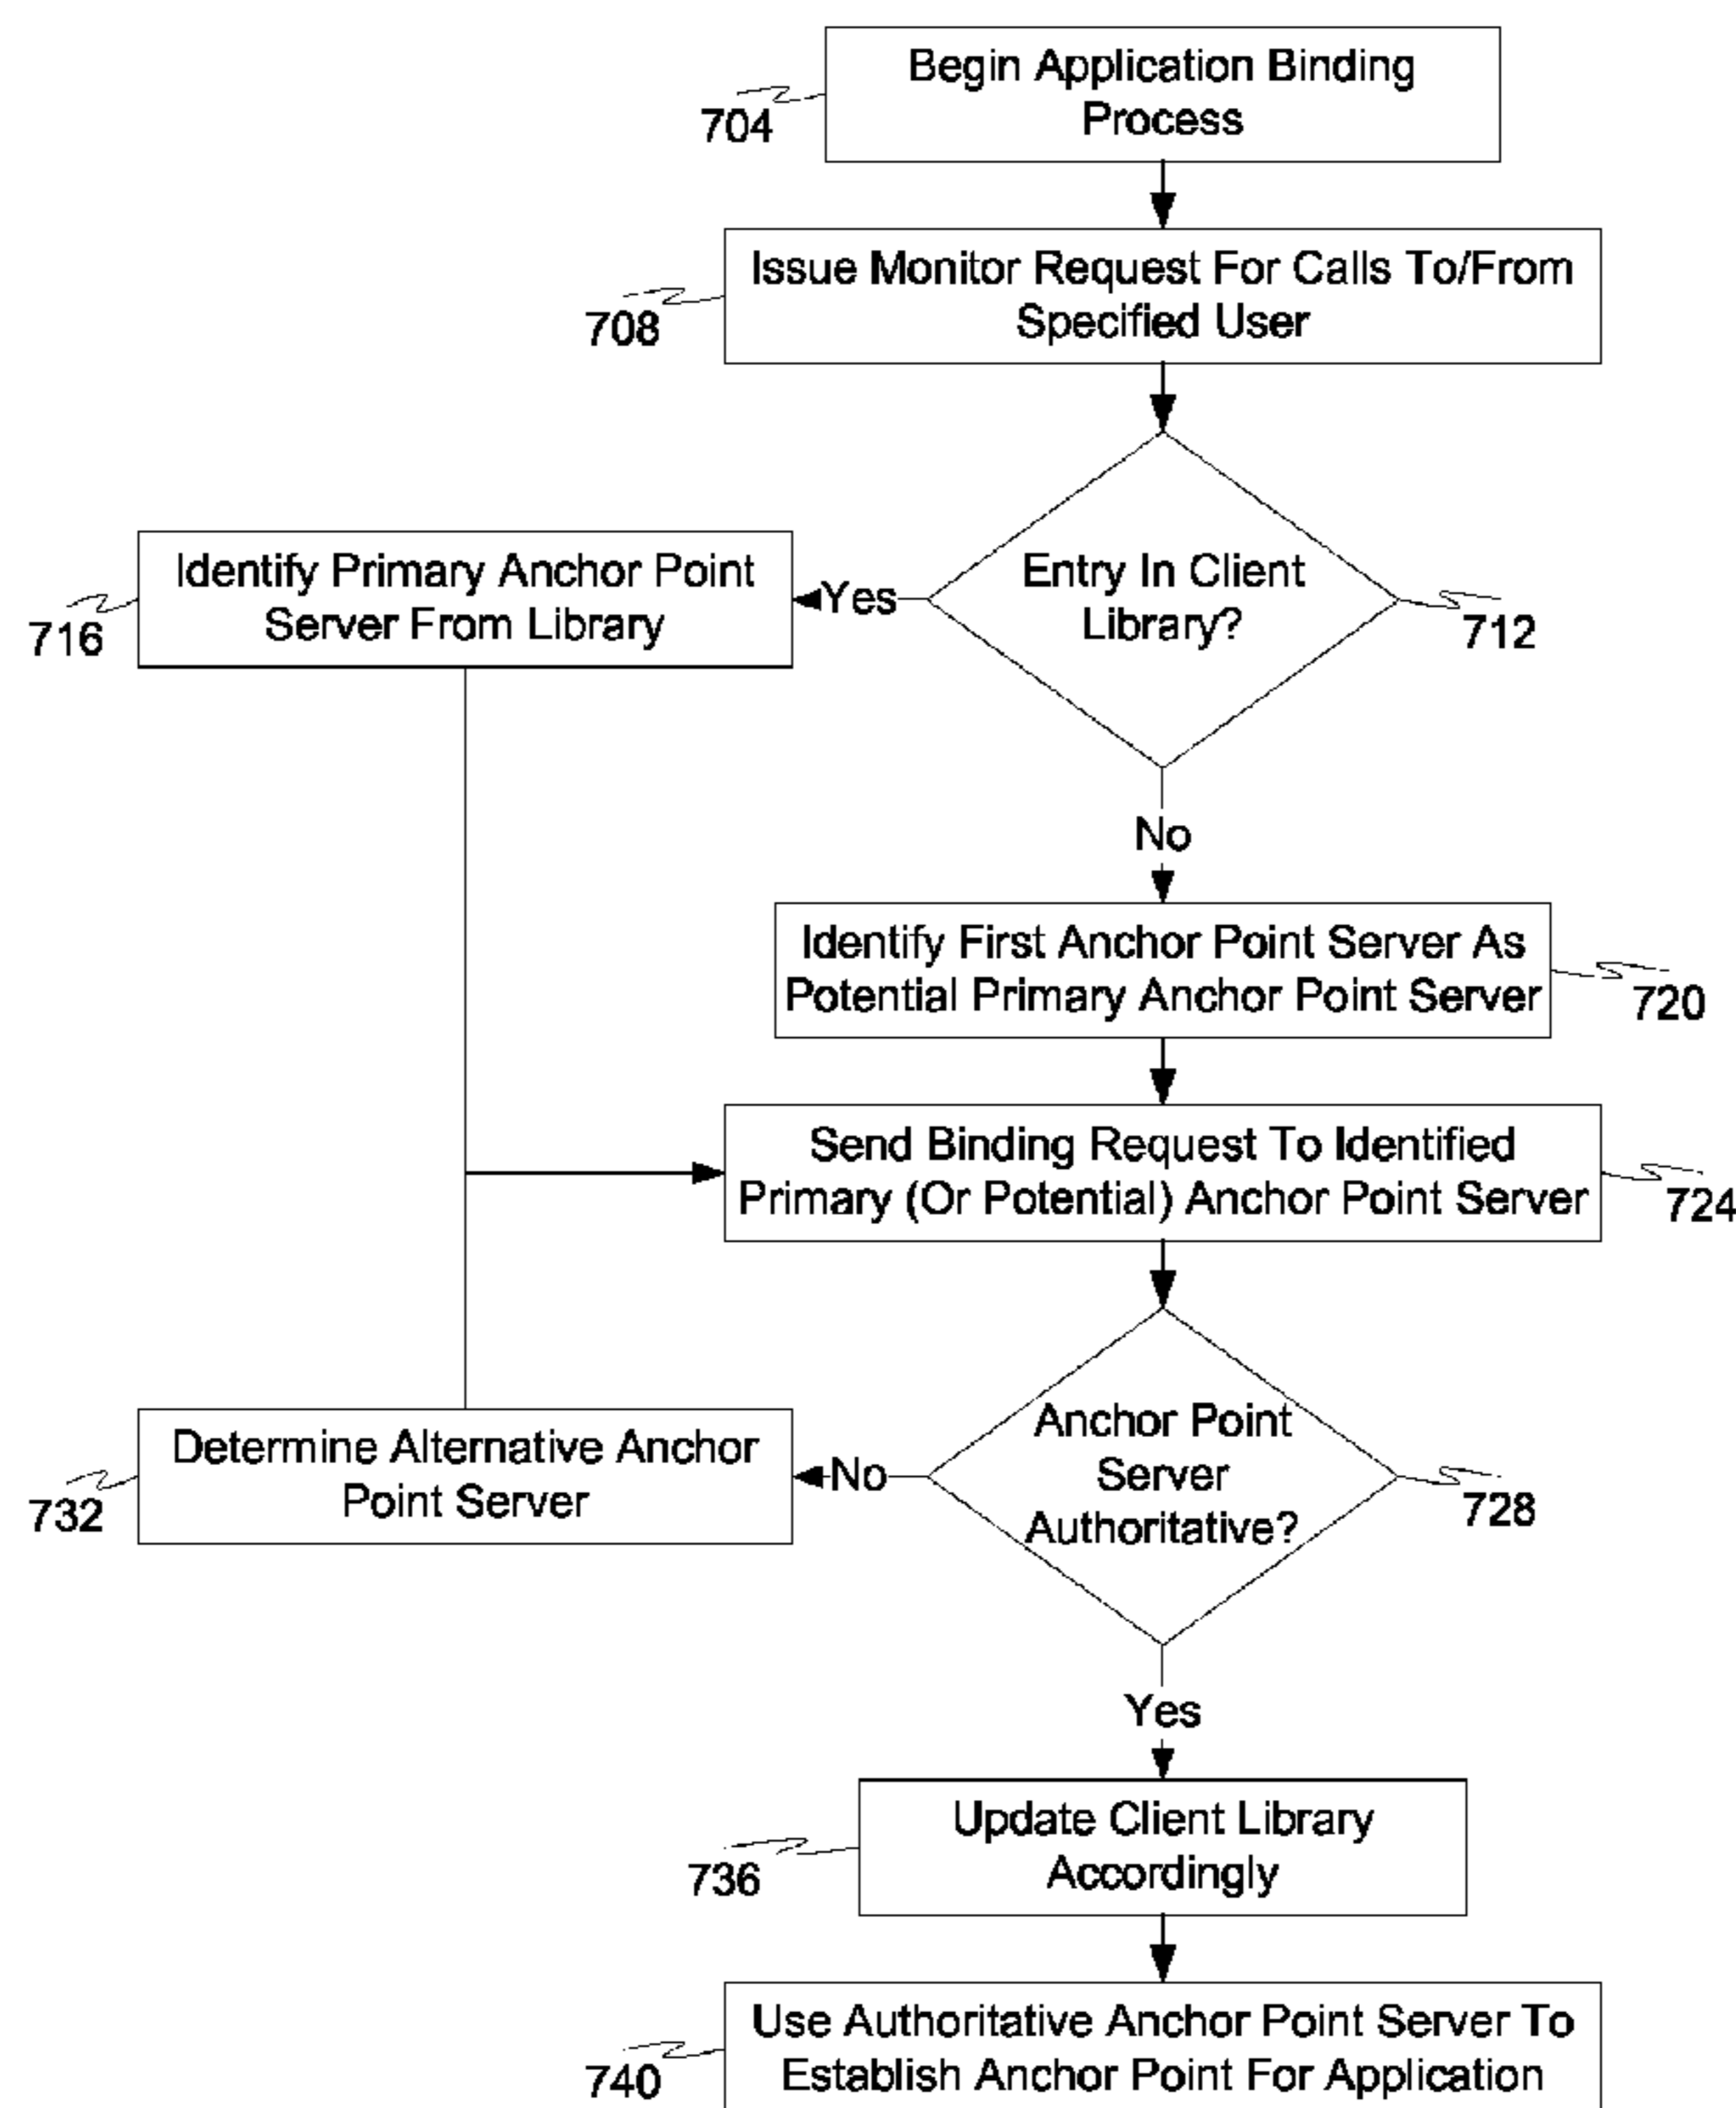 Begin Application Binding
Process
704
Issue Monitor Request For Calls To/From
Specified User
708
Entry In Client
Library?
712
Yes
Identify Primary Anchor Point
Server From Library
716
No
Identify First Anchor Point Server As
Potential Primary Anchor Point Server
720
Send Binding Request To Identified
Primary (Or Potential) Anchor Point Server
724
Anchor Point
Server
Authoritative?
728
No
Determine Alternative Anchor
Point Server
732
Yes
Update Client Library
Accordingly
736
Use Authoritative Anchor Point Server To
Establish Anchor Point For Application
740